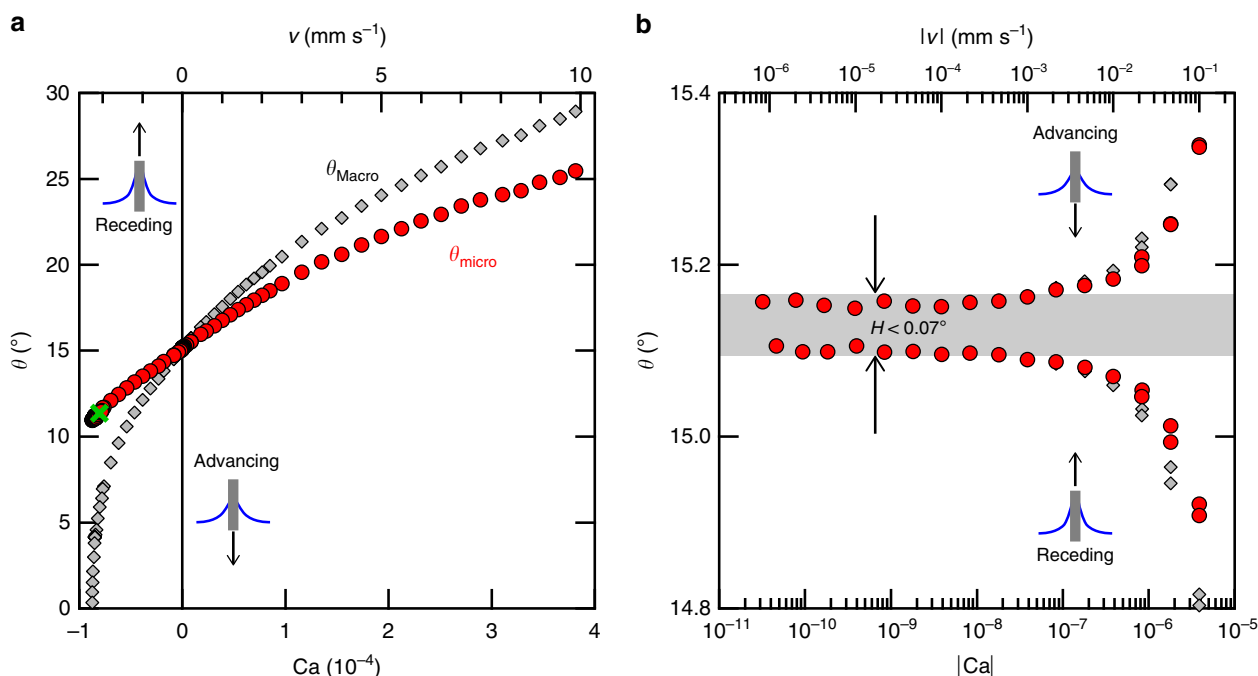 a
v (mm s⁻¹)
0 5 10
30
25
20
15
10
5
0
θ (°)
Receding
θMacro
θmicro
Advancing
−1 0 1 2 3 4
Ca (10⁻⁴)
b
|v| (mm s⁻¹)
10⁻⁶ 10⁻⁵ 10⁻⁴ 10⁻³ 10⁻² 10⁻¹
15.4
15.2
15.0
14.8
θ (°)
Advancing
H < 0.07°
Receding
10⁻¹¹ 10⁻¹⁰ 10⁻⁹ 10⁻⁸ 10⁻⁷ 10⁻⁶ 10⁻⁵
|Ca|